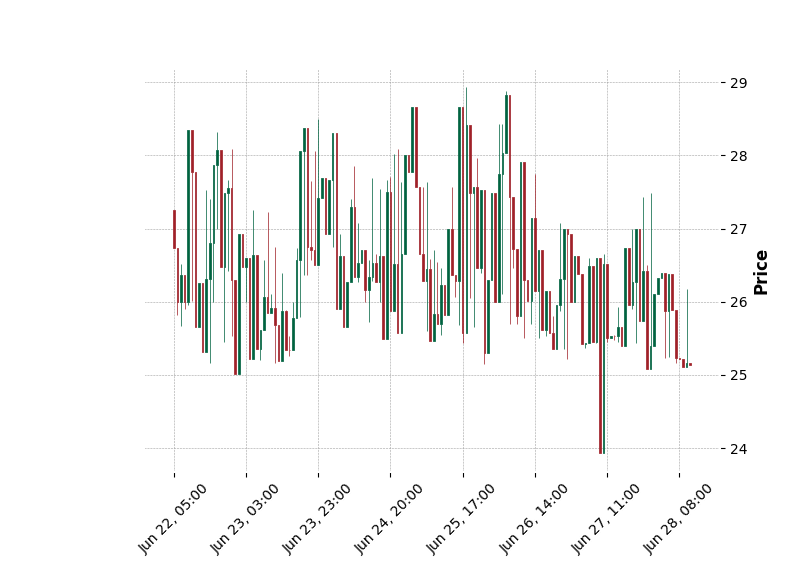 29
28
27
26
25
24
Price
Jun 22, 05:00
Jun 23, 03:00
Jun 23, 23:00
Jun 24, 20:00
Jun 25, 17:00
Jun 26, 14:00
Jun 27, 11:00
Jun 28, 08:00